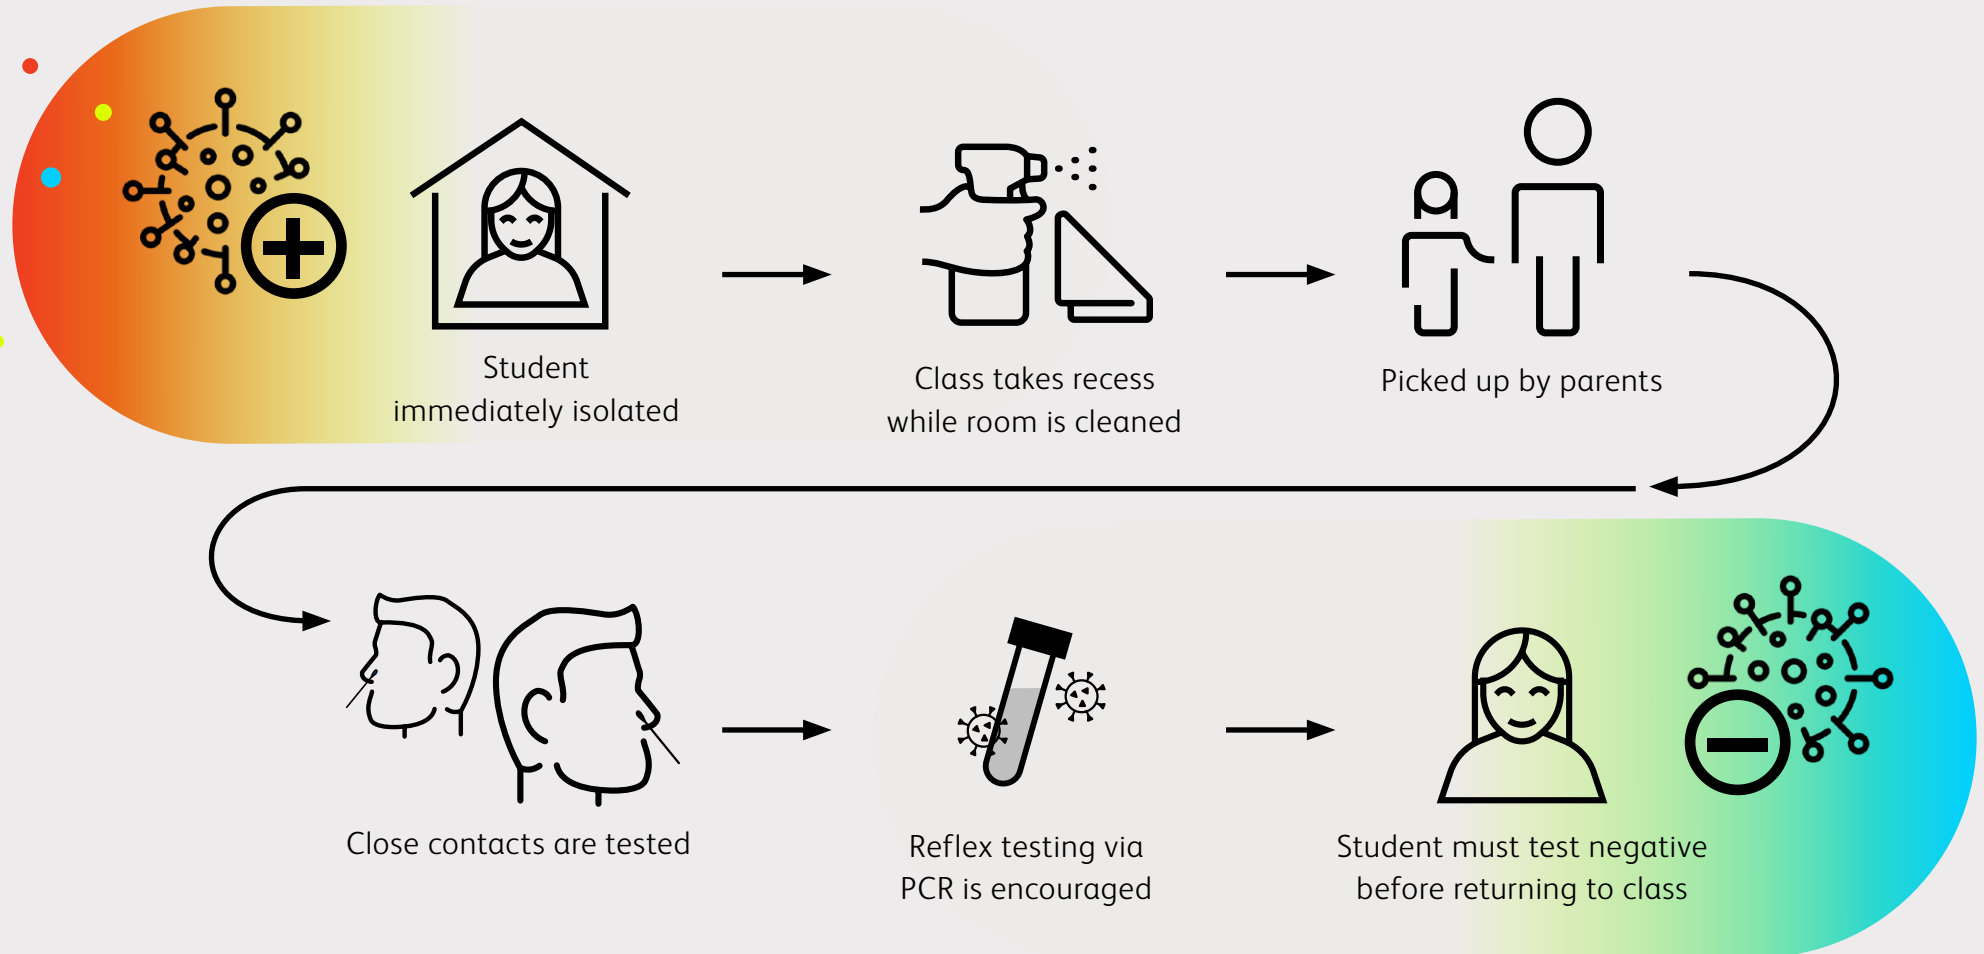 Student
immediately isolated
Class takes recess
while room is cleaned
Picked up by parents
Close contacts are tested
Reflex testing via
PCR is encouraged
Student must test negative
before returning to class